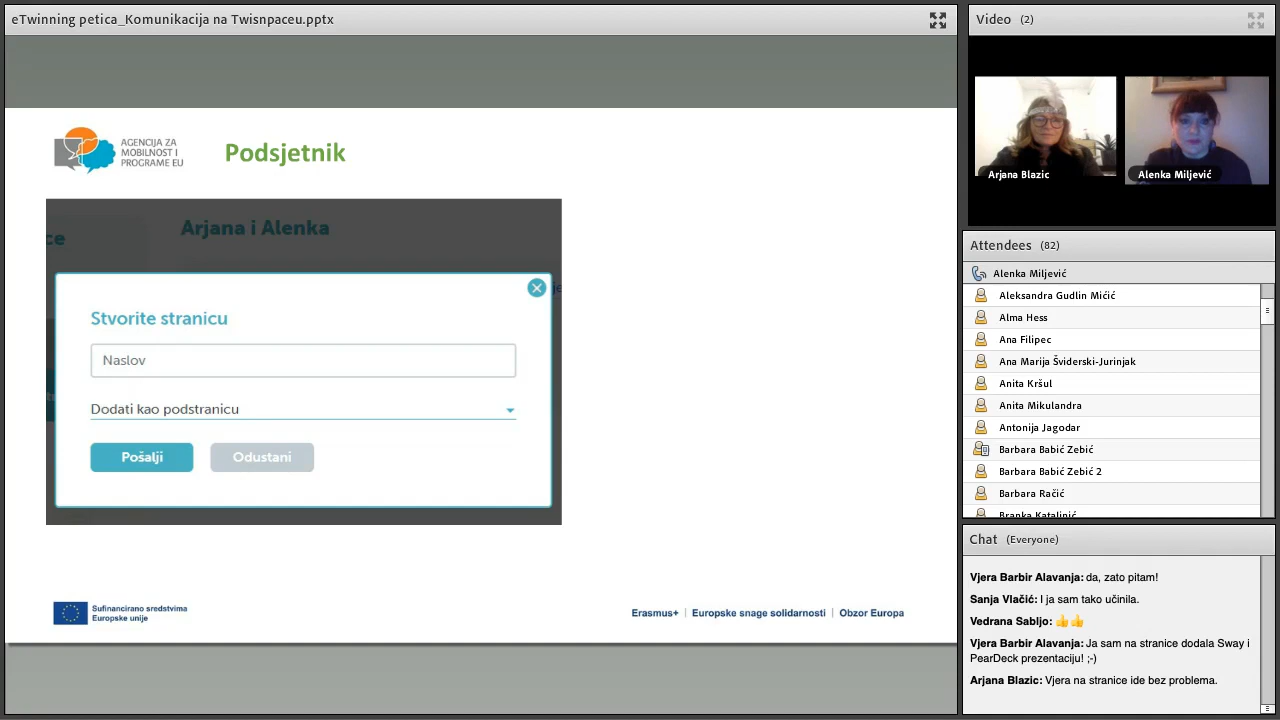 eTwinning petica_Komunikacija na Twisnpaceu.pptx
AGENCIJA ZA
MOBILNOST I
PROGRAME EU
Podsjetnik
ce
Arjana i Alenka
je
Stvorite stranicu
Naslov
Dodati kao podstranicu
Pošalji
Odustani
Sufinancirano sredstvima
Europske unije
Erasmus+ | Europske snage solidarnosti | Obzor Europa
Video (2)
Arjana Blazic
Alenka Miljević
Attendees (82)
Alenka Miljević
Aleksandra Gudlin Mićić
Alma Hess
Ana Filipec
Ana Marija Šviderski-Jurinjak
Anita Kršul
Anita Mikulandra
Antonija Jagodar
Barbara Babić Zebić
Barbara Babić Zebić 2
Barbara Račić
Branka Katalinić
Chat (Everyone)
Vjera Barbir Alavanja: da, zato pitam!
Sanja Vlačić: I ja sam tako učinila.
Vedrana Sabljo: 👍👍
Vjera Barbir Alavanja: Ja sam na stranice dodala Sway i
PearDeck prezentaciju! ;-)
Arjana Blazic: Vjera na stranice ide bez problema.